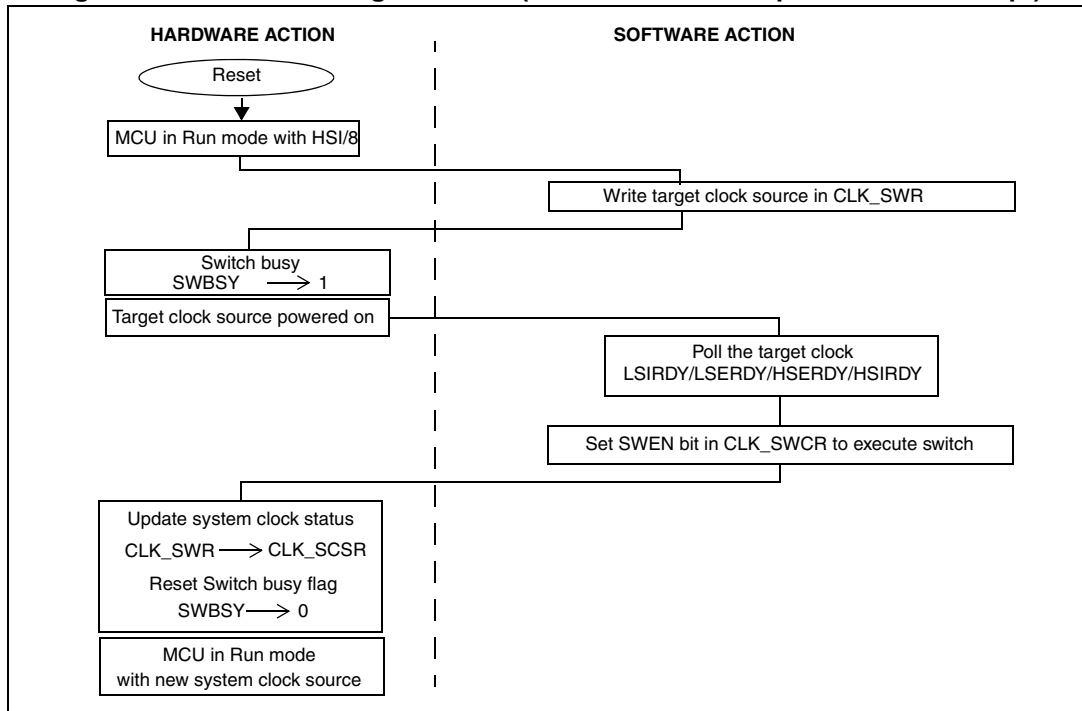 HARDWARE ACTION
SOFTWARE ACTION
Reset
MCU in Run mode with HSI/8
Write target clock source in CLK_SWR
Switch busy
SWBSY → 1
Target clock source powered on
Poll the target clock
LSIRDY/LSERDY/HSERDY/HSIRDY
Set SWEN bit in CLK_SWCR to execute switch
Update system clock status
CLK_SWR → CLK_SCSR
Reset Switch busy flag
SWBSY → 0
MCU in Run mode
with new system clock source